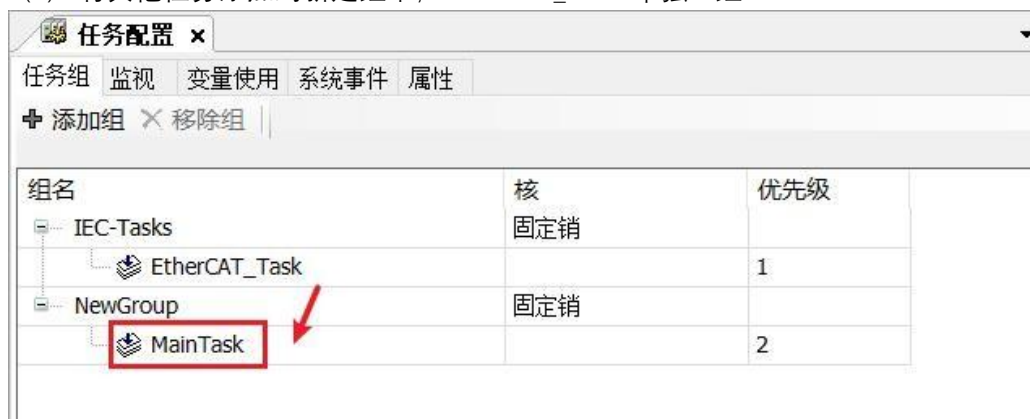 任务配置 ×
任务组 监视 变量使用 系统事件 属性
添加组 移除组
组名 核 优先级
IEC-Tasks 固定销
EtherCAT_Task 1
NewGroup 固定销
MainTask 2